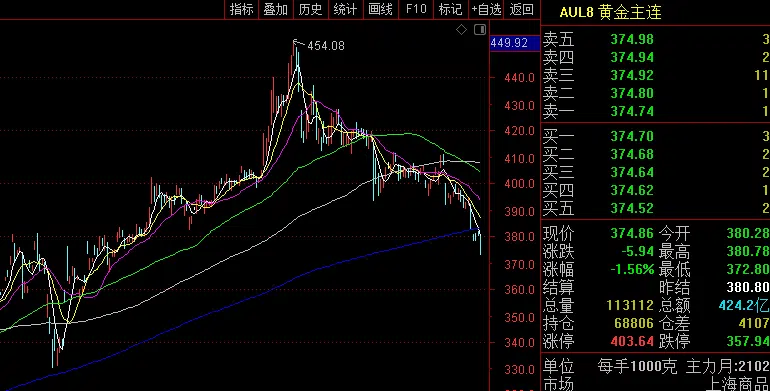 指标 叠加 历史 统计 画线 F10 标记 +自选 返回
449.92
454.08
440.0
430.0
420.0
410.0
400.0
390.0
380.0
370.0
360.0
350.0
340.0
330.0
320.0
AUL8 黄金主连
卖五 374.98 3
卖四 374.94 2
卖三 374.92 11
卖二 374.80 1
卖一 374.74 1
买一 374.70 3
买二 374.68 2
买三 374.64 2
买四 374.62 1
买五 374.52 2
现价 374.86 今开 380.28
涨跌 -5.94 最高 380.78
涨幅 -1.56% 最低 372.80
结算 昨结 380.80
总量 113112 总额 424.2亿
持仓 68806 仓差 4107
涨停 403.64 跌停 357.94
单位 每手1000克 主力月:2102
市场 上海商品